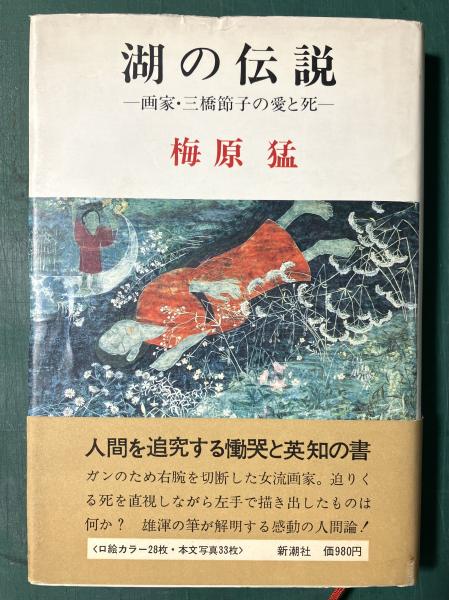 湖の伝説
―画家・三橋節子の愛と死―
梅原 猛
人間を追究する慟哭と英知の書
ガンのため右腕を切断した女流画家。迫りく
る死を直視しながら左手で描き出したものは
何か? 雄渾の筆が解明する感動の人間論!
〈口絵カラー28枚・本文写真33枚〉 新潮社 価980円